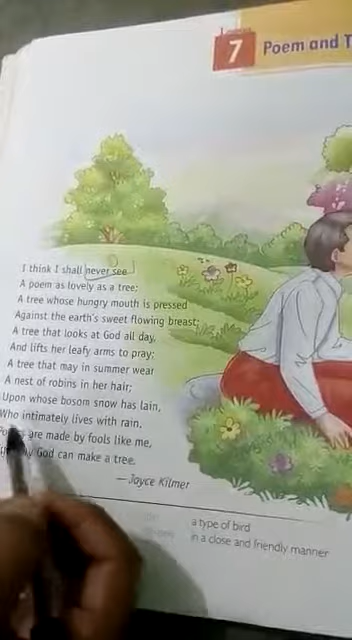 7
Poem and T
I think I shall never see
A poem as lovely as a tree:
A tree whose hungry mouth is pressed
Against the earth's sweet flowing breast;
A tree that looks at God all day,
And lifts her leafy arms to pray;
A tree that may in summer wear
A nest of robins in her hair;
Upon whose bosom snow has lain,
Who intimately lives with rain.
are made by fools like me,
God can make a tree.
— Joyce Kilmer
a type of bird
in a close and friendly manner